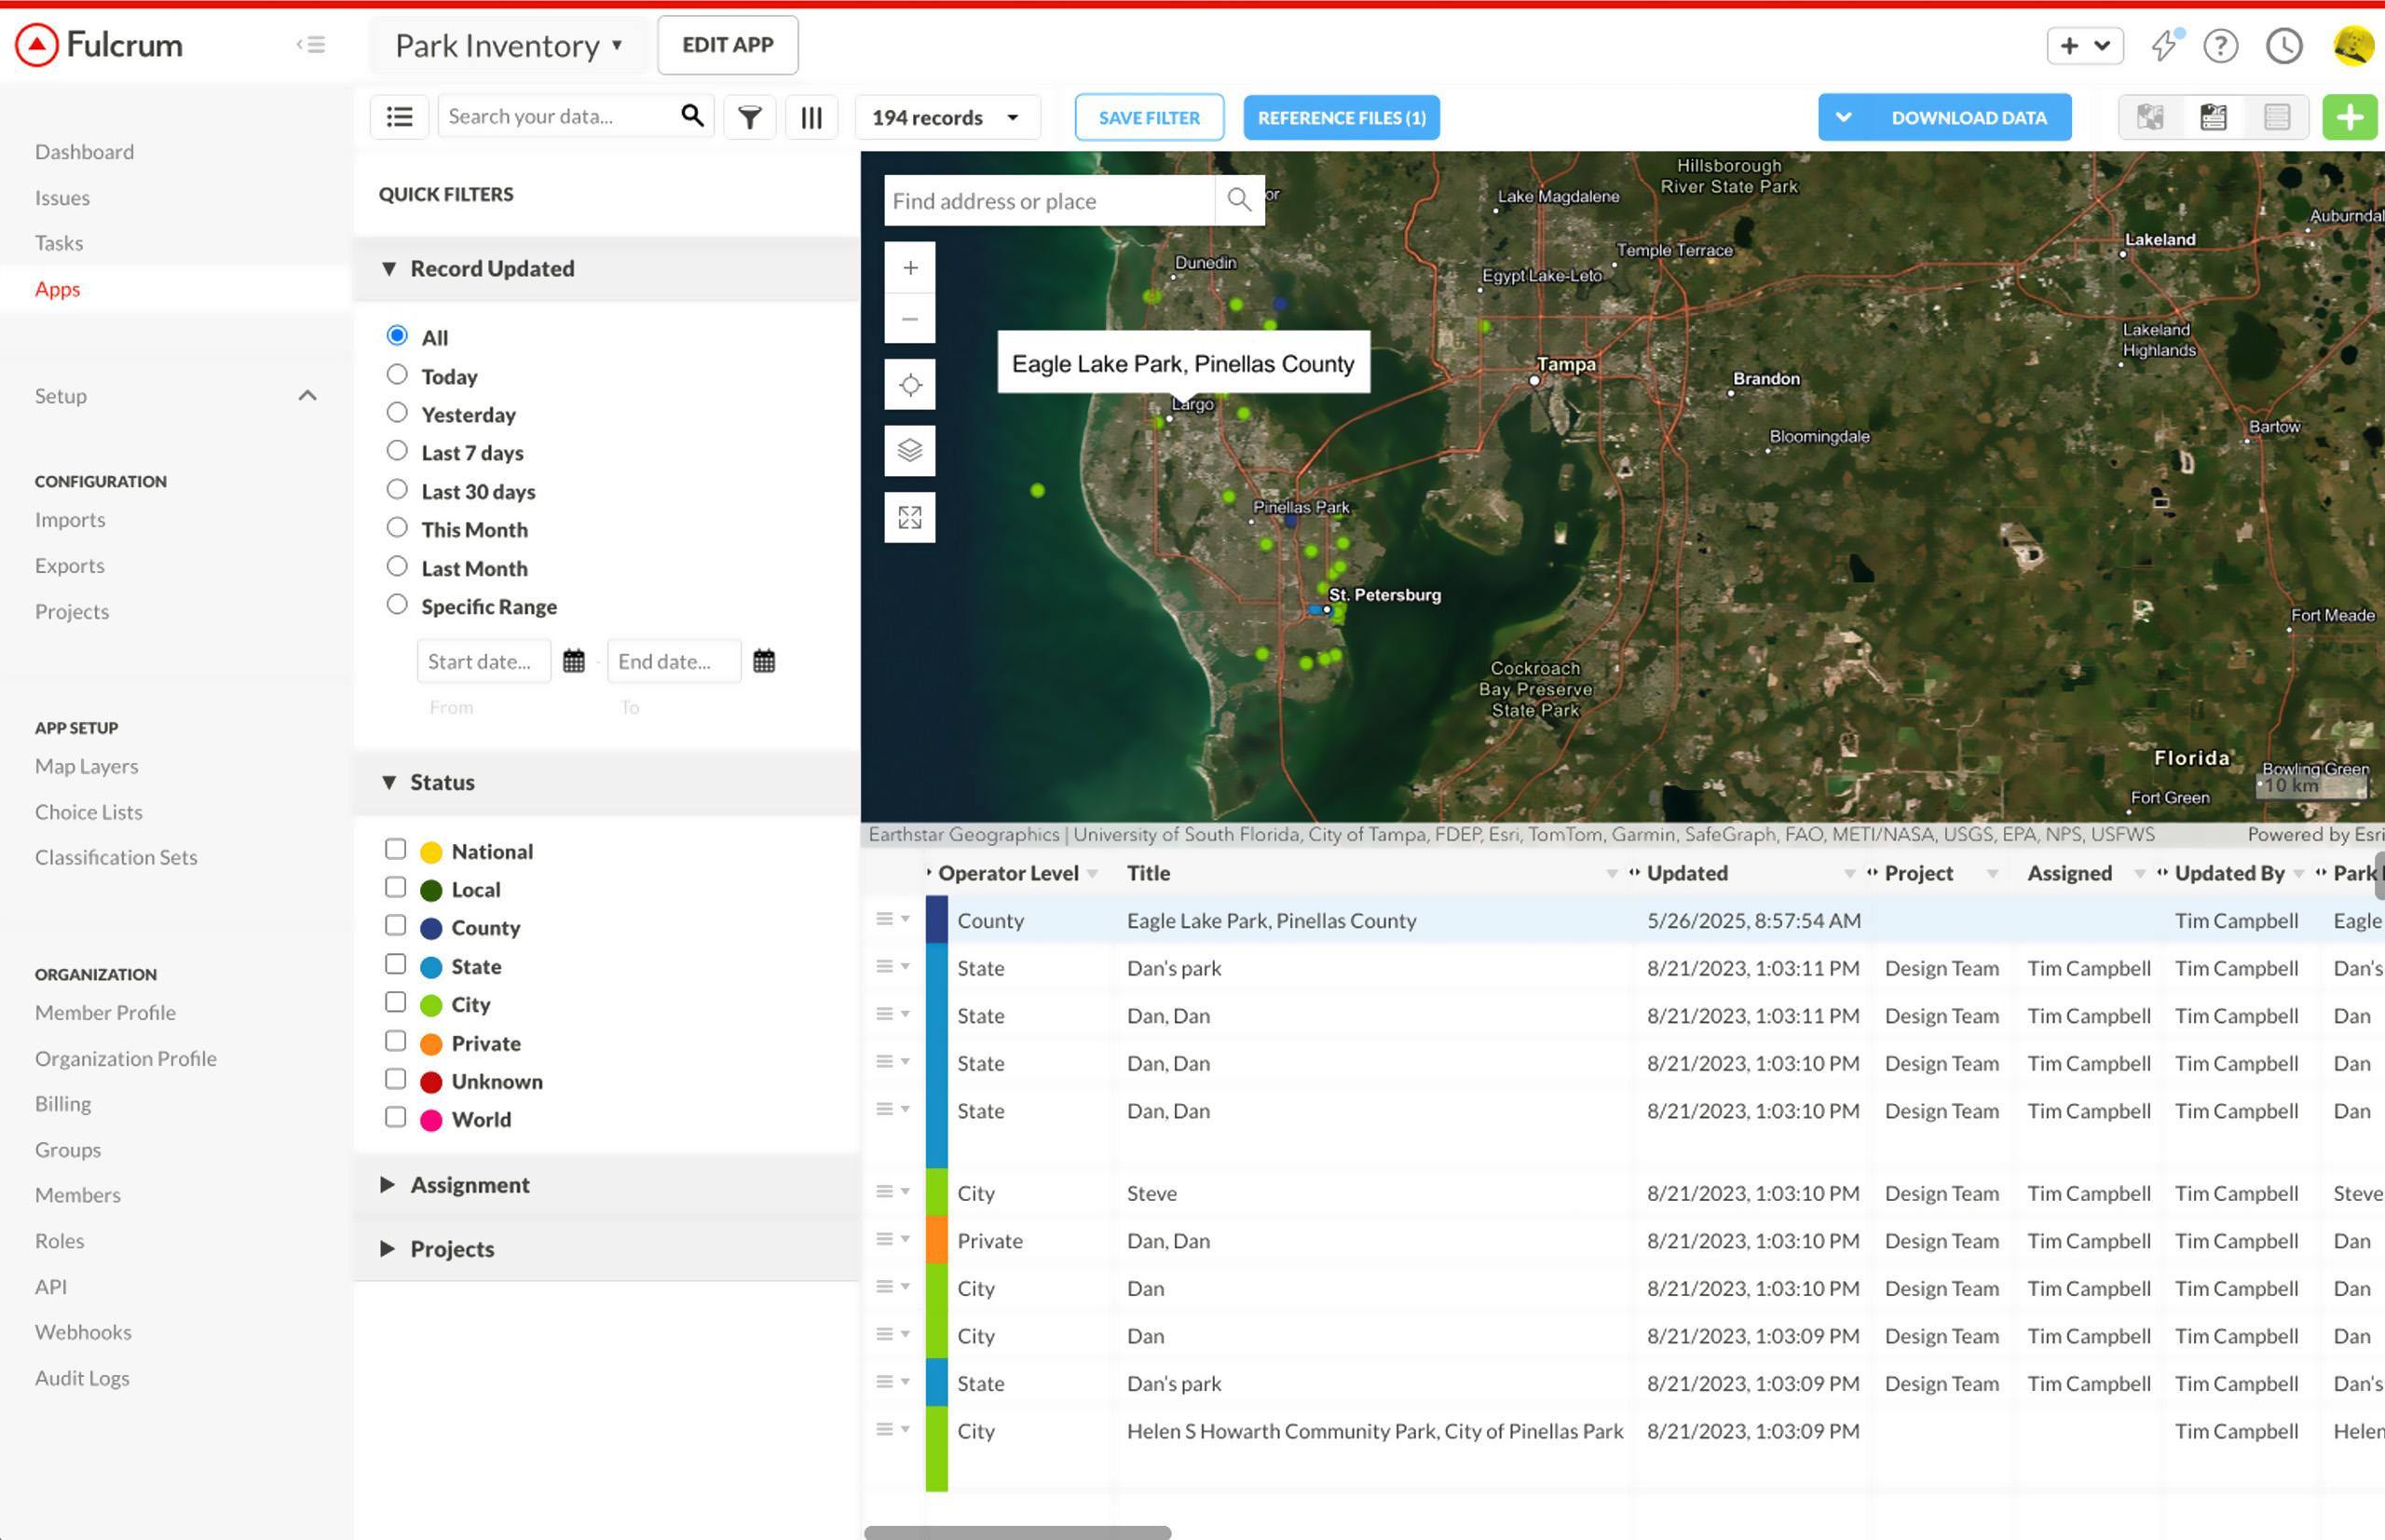 Fulcrum
Park Inventory
EDIT APP
Search your data...
194 records
SAVE FILTER
REFERENCE FILES (1)
DOWNLOAD DATA
Dashboard
Issues
Tasks
Apps
Setup
CONFIGURATION
Imports
Exports
Projects
APP SETUP
Map Layers
Choice Lists
Classification Sets
ORGANIZATION
Member Profile
Organization Profile
Billing
Groups
Members
Roles
API
Webhooks
Audit Logs
QUICK FILTERS
Record Updated
All
Today
Yesterday
Last 7 days
Last 30 days
This Month
Last Month
Specific Range
Start date... - End date...
From To
Status
National
Local
County
State
City
Private
Unknown
World
Assignment
Projects
Find address or place
or
Hillsborough
River State Park
Lake Magdalene
Auburndal
Lakeland
Temple Terrace
Dunedin
Egypt Lake-Leto
Lakeland
Highlands
Eagle Lake Park, Pinellas County
Tampa
Brandon
Largo
Bartow
Bloomingdale
Pinellas Park
St. Petersburg
Fort Meade
Cockroach
Bay Preserve
State Park
Florida
Bowling Green
10 km
Fort Green
Earthstar Geographics | University of South Florida, City of Tampa, FDEP, Esri, TomTom, Garmin, SafeGraph, FAO, METI/NASA, USGS, EPA, NPS, USFWS Powered by Esri
Operator Level Title Updated Project Assigned Updated By Park
County Eagle Lake Park, Pinellas County 5/26/2025, 8:57:54 AM Tim Campbell Eagle
State Dan's park 8/21/2023, 1:03:11 PM Design Team Tim Campbell Tim Campbell Dan's
State Dan, Dan 8/21/2023, 1:03:11 PM Design Team Tim Campbell Tim Campbell Dan
State Dan, Dan 8/21/2023, 1:03:10 PM Design Team Tim Campbell Tim Campbell Dan
State Dan, Dan 8/21/2023, 1:03:10 PM Design Team Tim Campbell Tim Campbell Dan
City Steve 8/21/2023, 1:03:10 PM Design Team Tim Campbell Tim Campbell Steve
Private Dan, Dan 8/21/2023, 1:03:10 PM Design Team Tim Campbell Tim Campbell Dan
City Dan 8/21/2023, 1:03:10 PM Design Team Tim Campbell Tim Campbell Dan
City Dan 8/21/2023, 1:03:09 PM Design Team Tim Campbell Tim Campbell Dan
State Dan's park 8/21/2023, 1:03:09 PM Design Team Tim Campbell Tim Campbell Dan's
City Helen S Howarth Community Park, City of Pinellas Park 8/21/2023, 1:03:09 PM Tim Campbell Helen